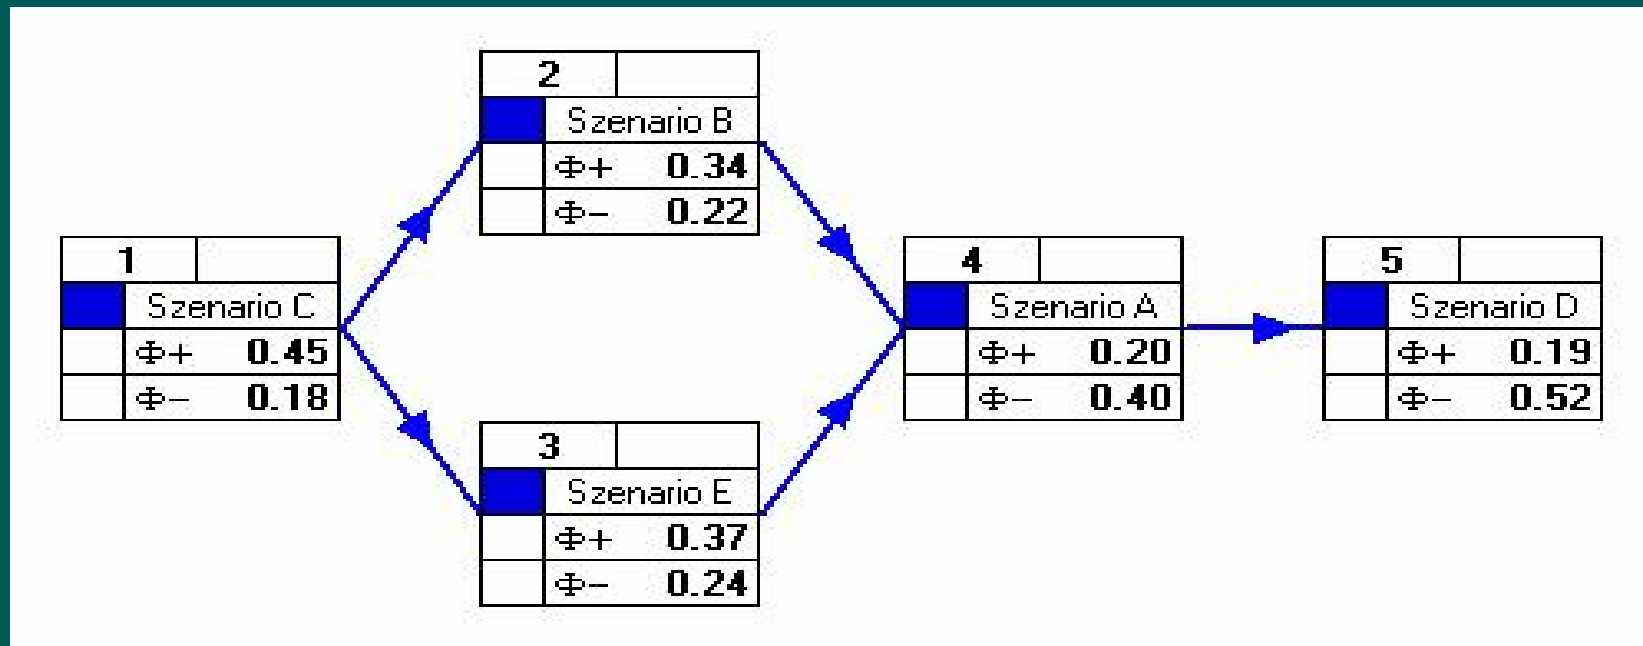 1
Szenario C
Φ+ 0.45
Φ− 0.18
2
Szenario B
Φ+ 0.34
Φ− 0.22
3
Szenario E
Φ+ 0.37
Φ− 0.24
4
Szenario A
Φ+ 0.20
Φ− 0.40
5
Szenario D
Φ+ 0.19
Φ− 0.52